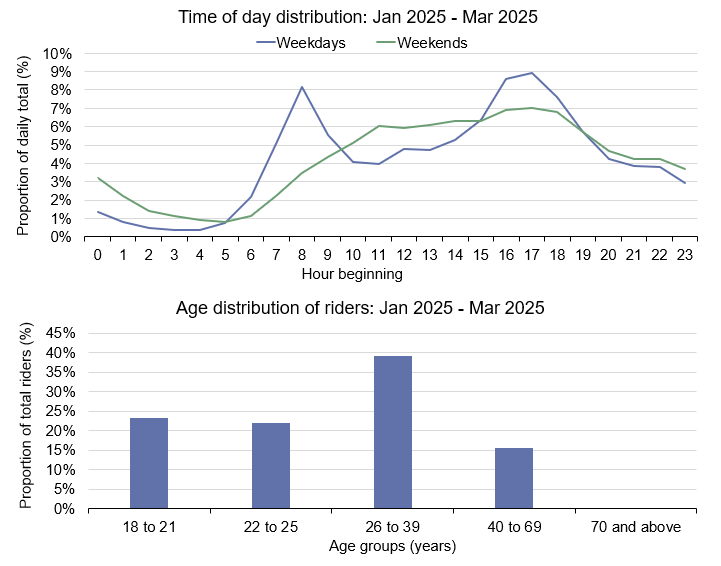 Time of day distribution: Jan 2025 - Mar 2025
Weekdays Weekends
Proportion of daily total (%)
10%
9%
8%
7%
6%
5%
4%
3%
2%
1%
0%
0 1 2 3 4 5 6 7 8 9 10 11 12 13 14 15 16 17 18 19 20 21 22 23
Hour beginning
Age distribution of riders: Jan 2025 - Mar 2025
Proportion of total riders (%)
45%
40%
35%
30%
25%
20%
15%
10%
5%
0%
18 to 21 22 to 25 26 to 39 40 to 69 70 and above
Age groups (years)